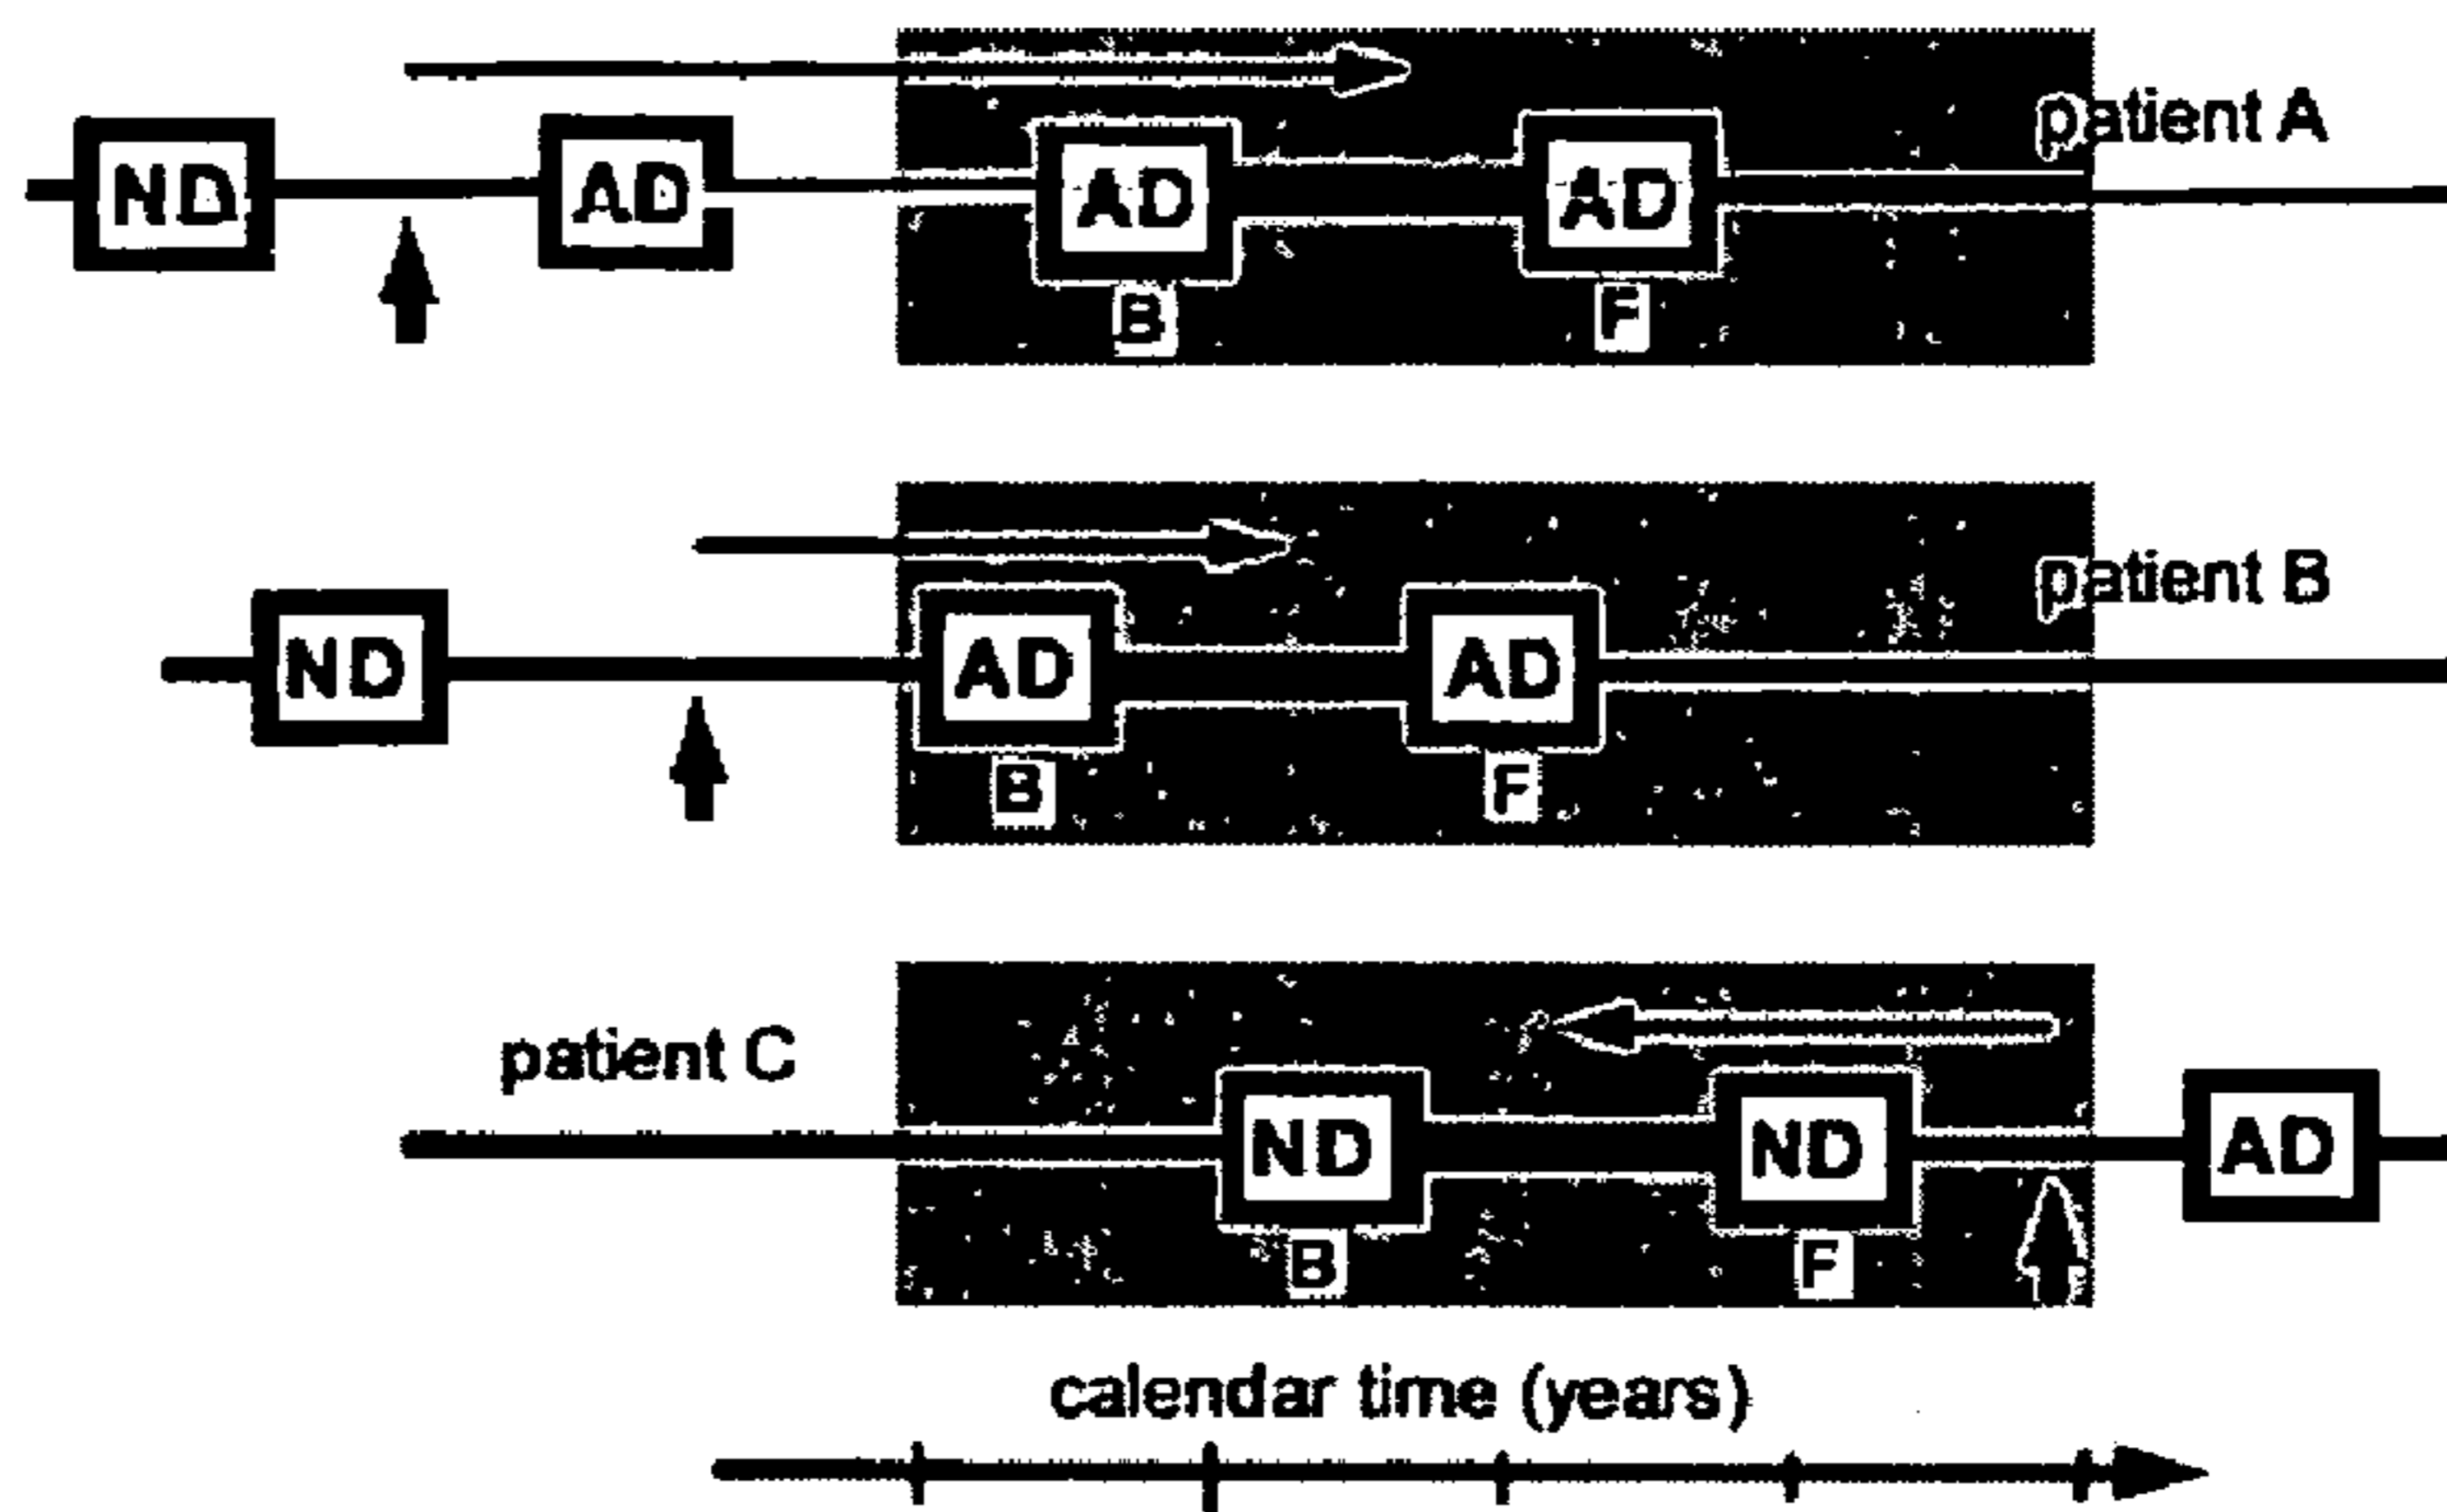 patient A
ND AD AD AD
B F
patient B
ND AD AD
B F
patient C
ND ND AD
B F
calendar time (years)